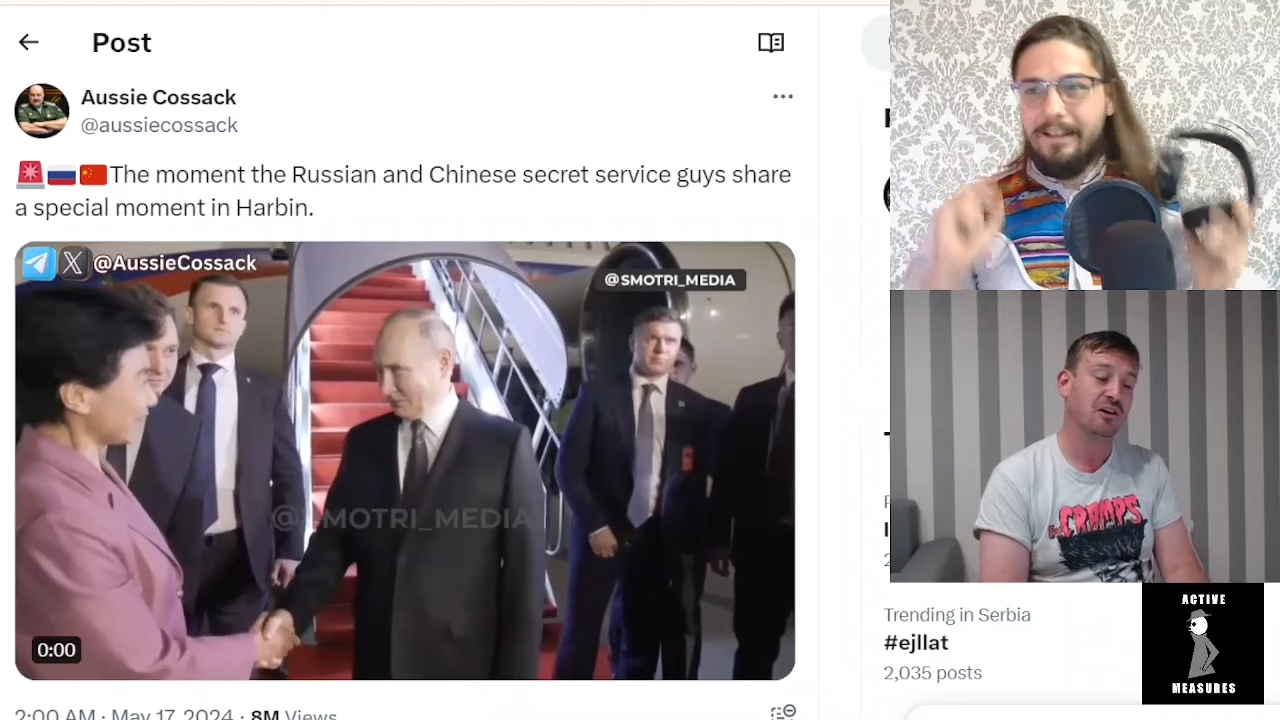 Post
Aussie Cossack
@aussiecossack
The moment the Russian and Chinese secret service guys share
a special moment in Harbin.
@AussieCossack
@SMOTRI_MEDIA
@SMOTRI_MEDIA
0:00
2:00 AM · May 17, 2024 · 8M Views
Trending in Serbia
#ejllat
2,035 posts
the CRAMPS
ACTIVE
MEASURES